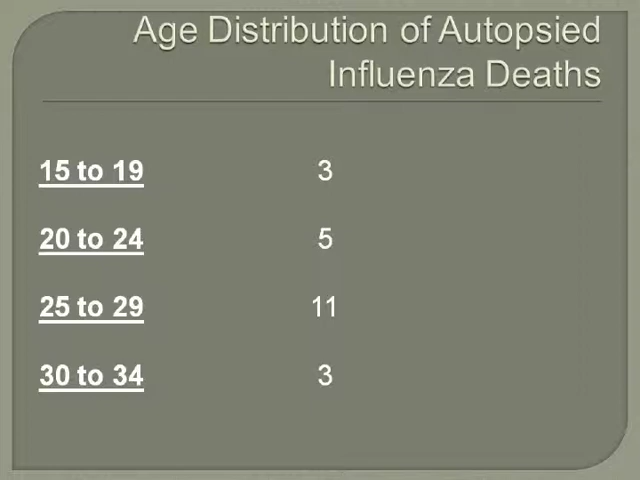 Age Distribution of Autopsied
Influenza Deaths
15 to 19 3
20 to 24 5
25 to 29 11
30 to 34 3